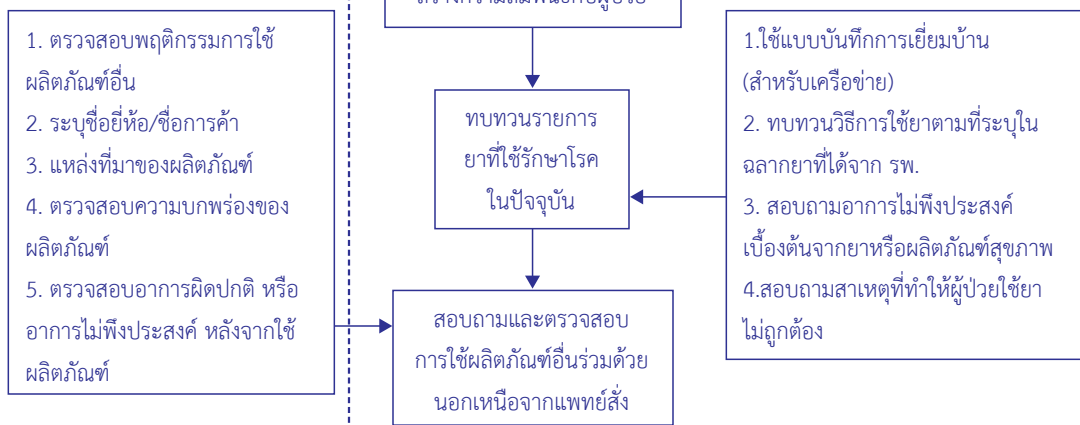 1. ตรวจสอบพฤติกรรมการใช้
ผลิตภัณฑ์อื่น
2. ระบุชื่อยี่ห้อ/ชื่อการค้า
3. แหล่งที่มาของผลิตภัณฑ์
4. ตรวจสอบความบกพร่องของ
ผลิตภัณฑ์
5. ตรวจสอบอาการผิดปกติ หรือ
อาการไม่พึงประสงค์ หลังจากใช้
ผลิตภัณฑ์
ทบทวนรายการ
ยาที่ใช้รักษาโรค
ในปัจจุบัน
สอบถามและตรวจสอบ
การใช้ผลิตภัณฑ์อื่นร่วมด้วย
นอกเหนือจากแพทย์สั่ง
1.ใช้แบบบันทึกการเยี่ยมบ้าน
(สำหรับเครือข่าย)
2. ทบทวนวิธีการใช้ยาตามที่ระบุใน
ฉลากยาที่ได้จาก รพ.
3. สอบถามอาการไม่พึงประสงค์
เบื้องต้นจากยาหรือผลิตภัณฑ์สุขภาพ
4.สอบถามสาเหตุที่ทำให้ผู้ป่วยใช้ยา
ไม่ถูกต้อง